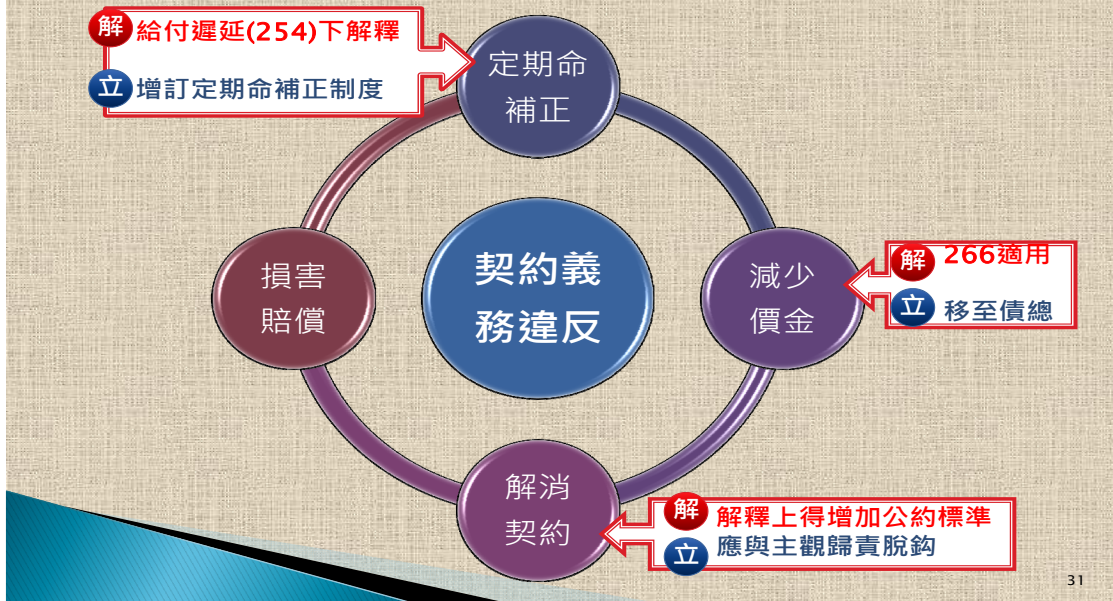 解 給付遲延(254)下解釋
立 增訂定期命補正制度
定期命
補正
損害
賠償
契約義
務違反
減少
價金
解 266適用
立 移至債總
解消
契約
解 解釋上得增加公約標準
立 應與主觀歸責脫鈎
31